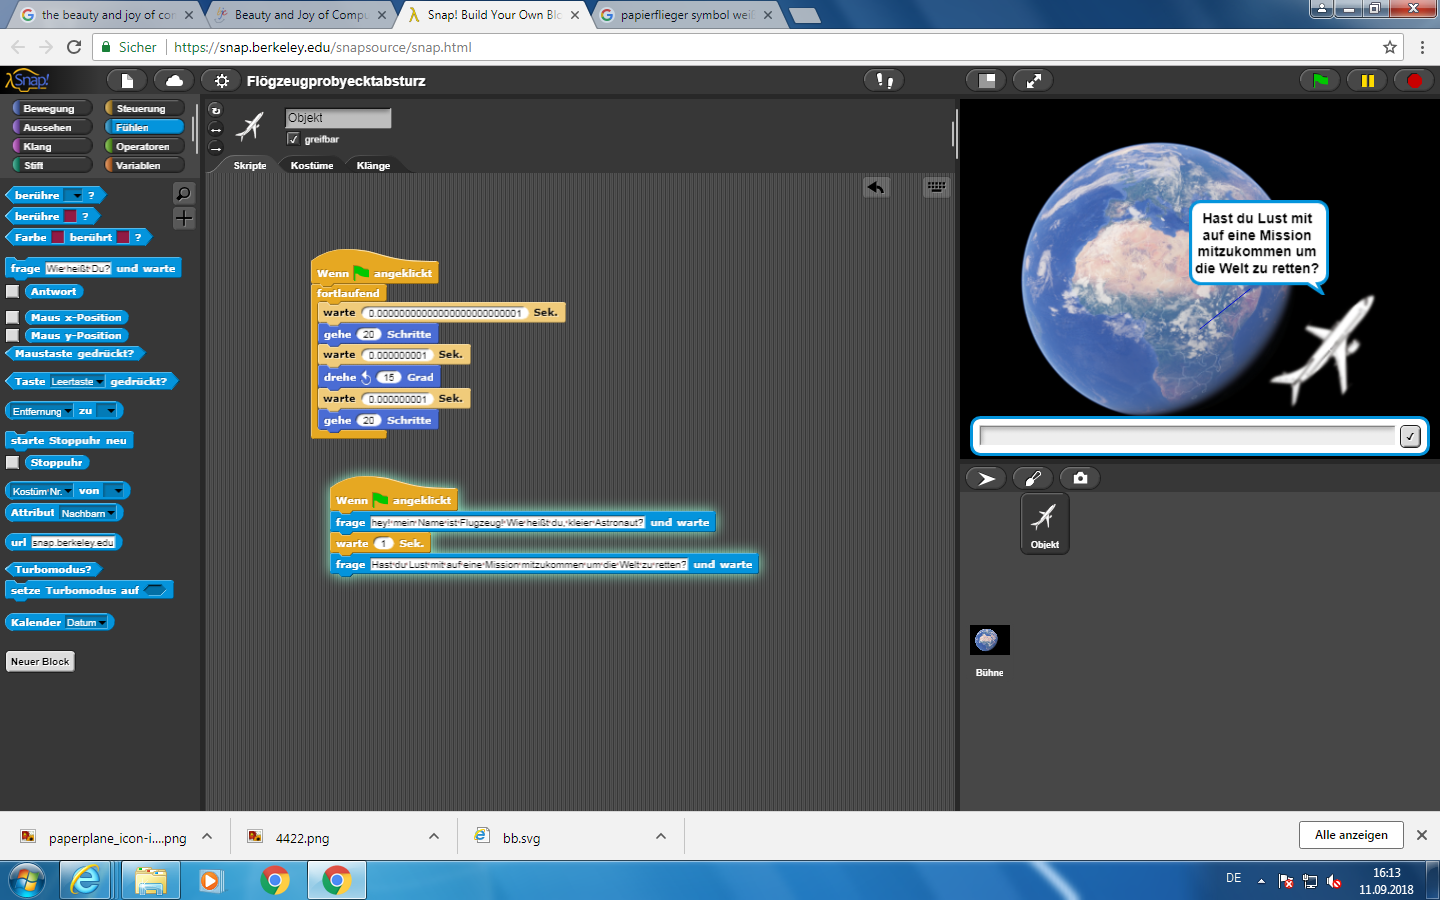 the beauty and joy of con
Beauty and Joy of Compu
Snap! Build Your Own Blo
papierflieger symbol weiß
Sicher https://snap.berkeley.edu/snapsource/snap.html
Snap!
Flögzeugprobyecktabsturz
Bewegung
Steuerung
Aussehen
Fühlen
Klang
Operatoren
Stift
Variablen
berühre ?
berühre ?
Farbe berührt ?
frage Wie heißt Du? und warte
Antwort
Maus x-Position
Maus y-Position
Maustaste gedrückt?
Taste Leertaste gedrückt?
Entfernung zu
starte Stoppuhr neu
Stoppuhr
Kostüm Nr. von
Attribut Nachbarn
url snap.berkeley.edu
Turbomodus?
setze Turbomodus auf
Kalender Datum
Neuer Block
Objekt
greifbar
Skripte Kostüme Klänge
Wenn angeklickt
fortlaufend
warte Sek.
gehe 20 Schritte
warte 0.000000001 Sek.
drehe 15 Grad
warte 0.000000001 Sek.
gehe 20 Schritte
Wenn angeklickt
frage hey! mein Name ist Flugzeug! Wie heißt du, kleier Astronaut? und warte
warte 1 Sek.
frage Hast du Lust mit auf eine Mission mitzukommen um die Welt zu retten? und warte
Hast du Lust mit
auf eine Mission
mitzukommen um
die Welt zu retten?
Objekt
Bühne
paperplane_icon-i....png
4422.png
bb.svg
Alle anzeigen
DE
16:13
11.09.2018